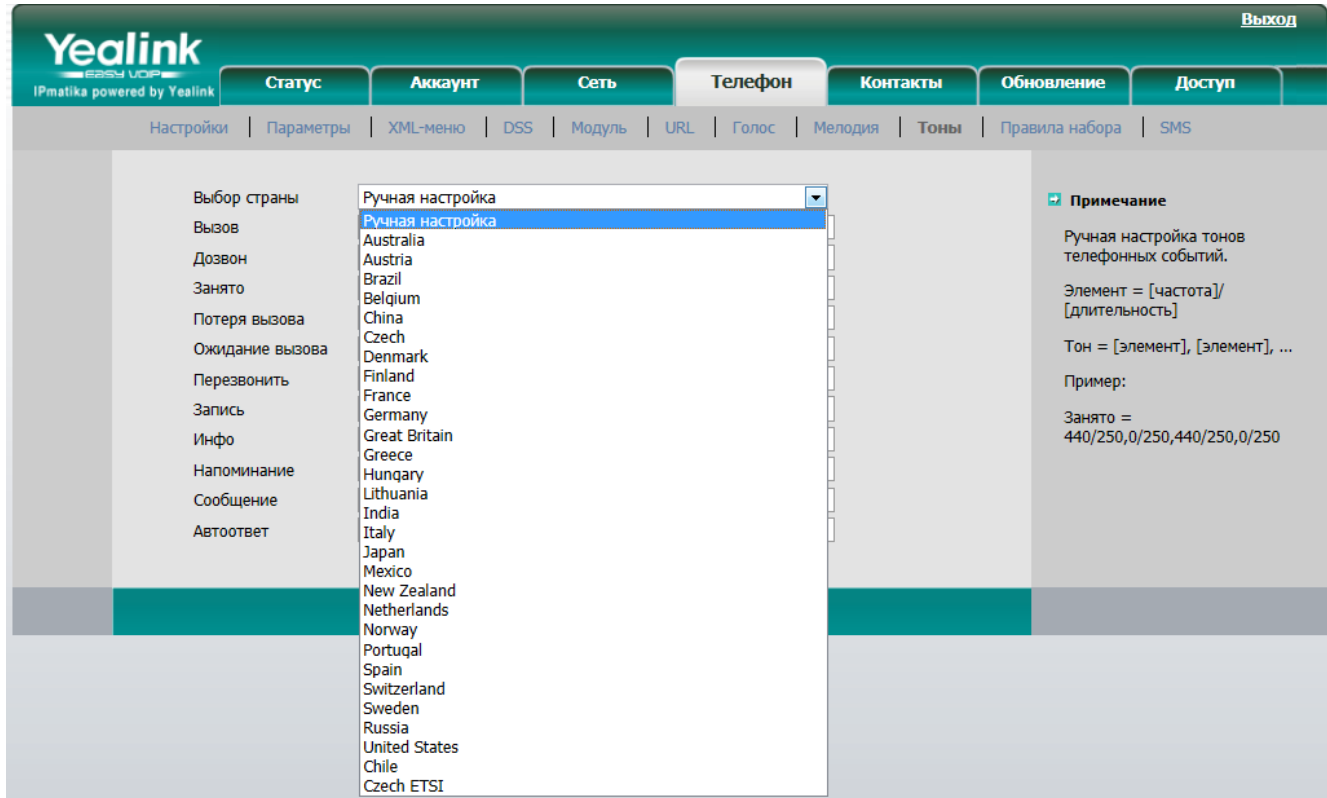 Выход
Yealink
EASY VOIP
IPmatika powered by Yealink
Статус Аккаунт Сеть Телефон Контакты Обновление Доступ
Настройки | Параметры | XML-меню | DSS | Модуль | URL | Голос | Мелодия | Тоны | Правила набора | SMS
Выбор страны Ручная настройка
Вызов
Дозвон
Занято
Потеря вызова
Ожидание вызова
Перезвонить
Запись
Инфо
Напоминание
Сообщение
Автоответ
Ручная настройка
Australia
Austria
Brazil
Belgium
China
Czech
Denmark
Finland
France
Germany
Great Britain
Greece
Hungary
Lithuania
India
Italy
Japan
Mexico
New Zealand
Netherlands
Norway
Portugal
Spain
Switzerland
Sweden
Russia
United States
Chile
Czech ETSI
Примечание
Ручная настройка тонов
телефонных событий.
Элемент = [частота]/
[длительность]
Тон = [элемент], [элемент], ...
Пример:
Занято =
440/250,0/250,440/250,0/250